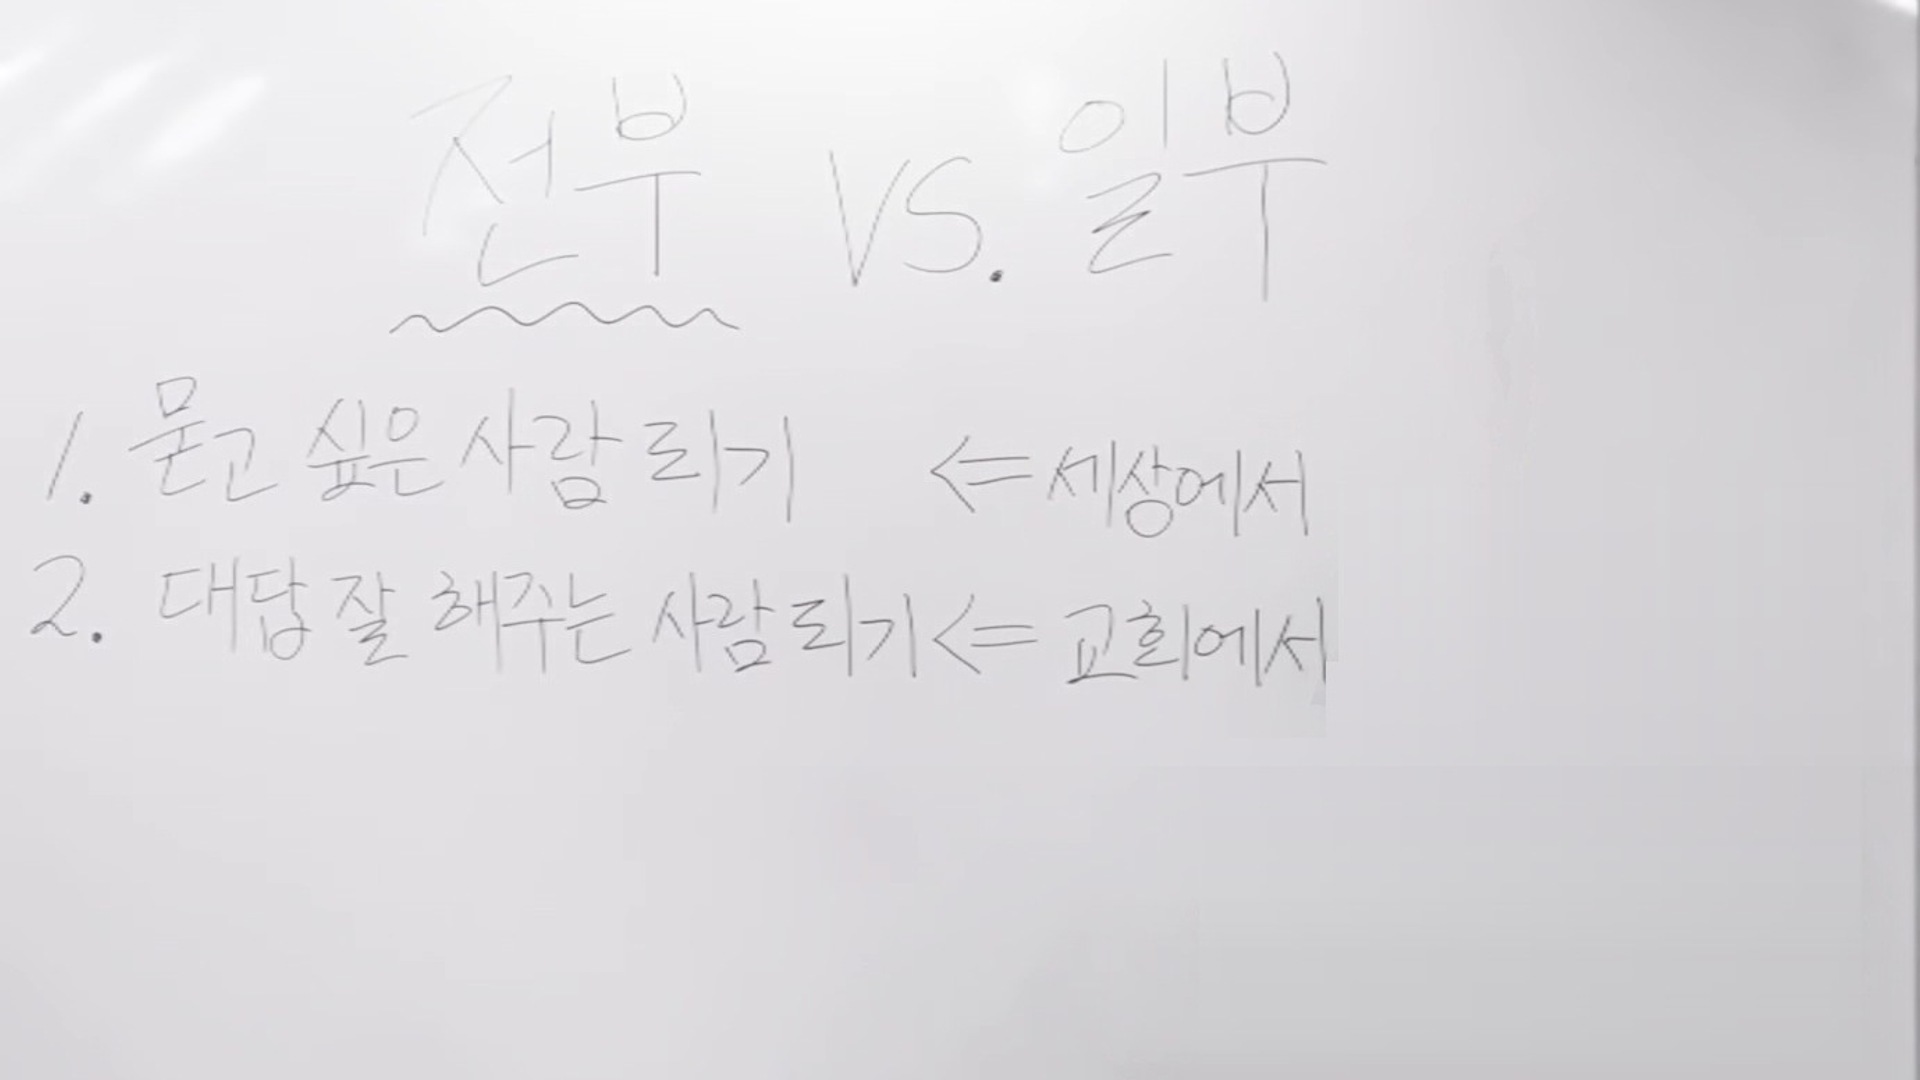 전부 VS. 일부
1. 묻고 싶은 사람 되기 <= 세상에서
2. 대답 잘 해주는 사람 되기 <= 교회에서